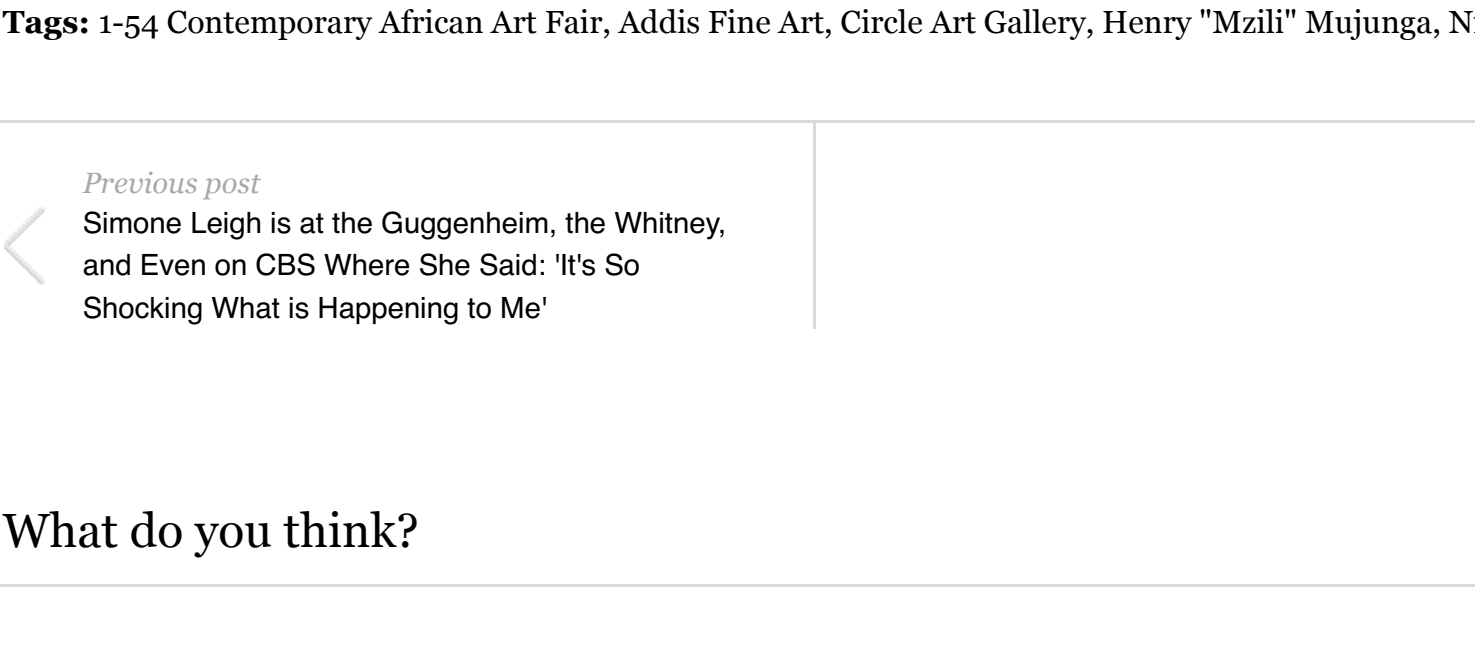 Tags: 1-54 Contemporary African Art Fair, Addis Fine Art, Circle Art Gallery, Henry "Mzili" Mujunga,
Previous post
Simone Leigh is at the Guggenheim, the Whitney,
and Even on CBS Where She Said: 'It's So
Shocking What is Happening to Me'
What do you think?